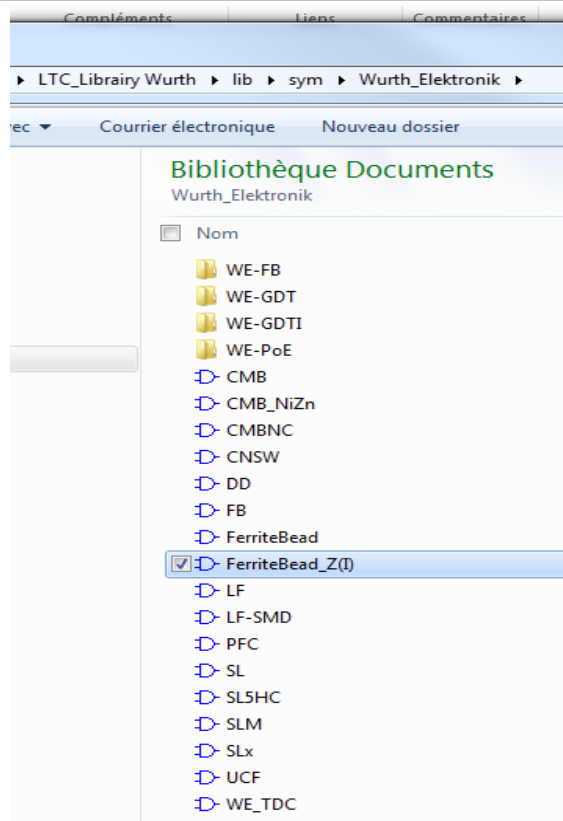 Compléments Liens Commentaires
LTC_Librairy Wurth lib sym Wurth_Elektronik
Courrier électronique Nouveau dossier
Bibliothèque Documents
Wurth_Elektronik
Nom
WE-FB
WE-GDT
WE-GDTI
WE-PoE
CMB
CMB_NiZn
CMBNC
CNSW
DD
FB
FerriteBead
FerriteBead_Z(I)
LF
LF-SMD
PFC
SL
SL5HC
SLM
SLx
UCF
WE_TDC